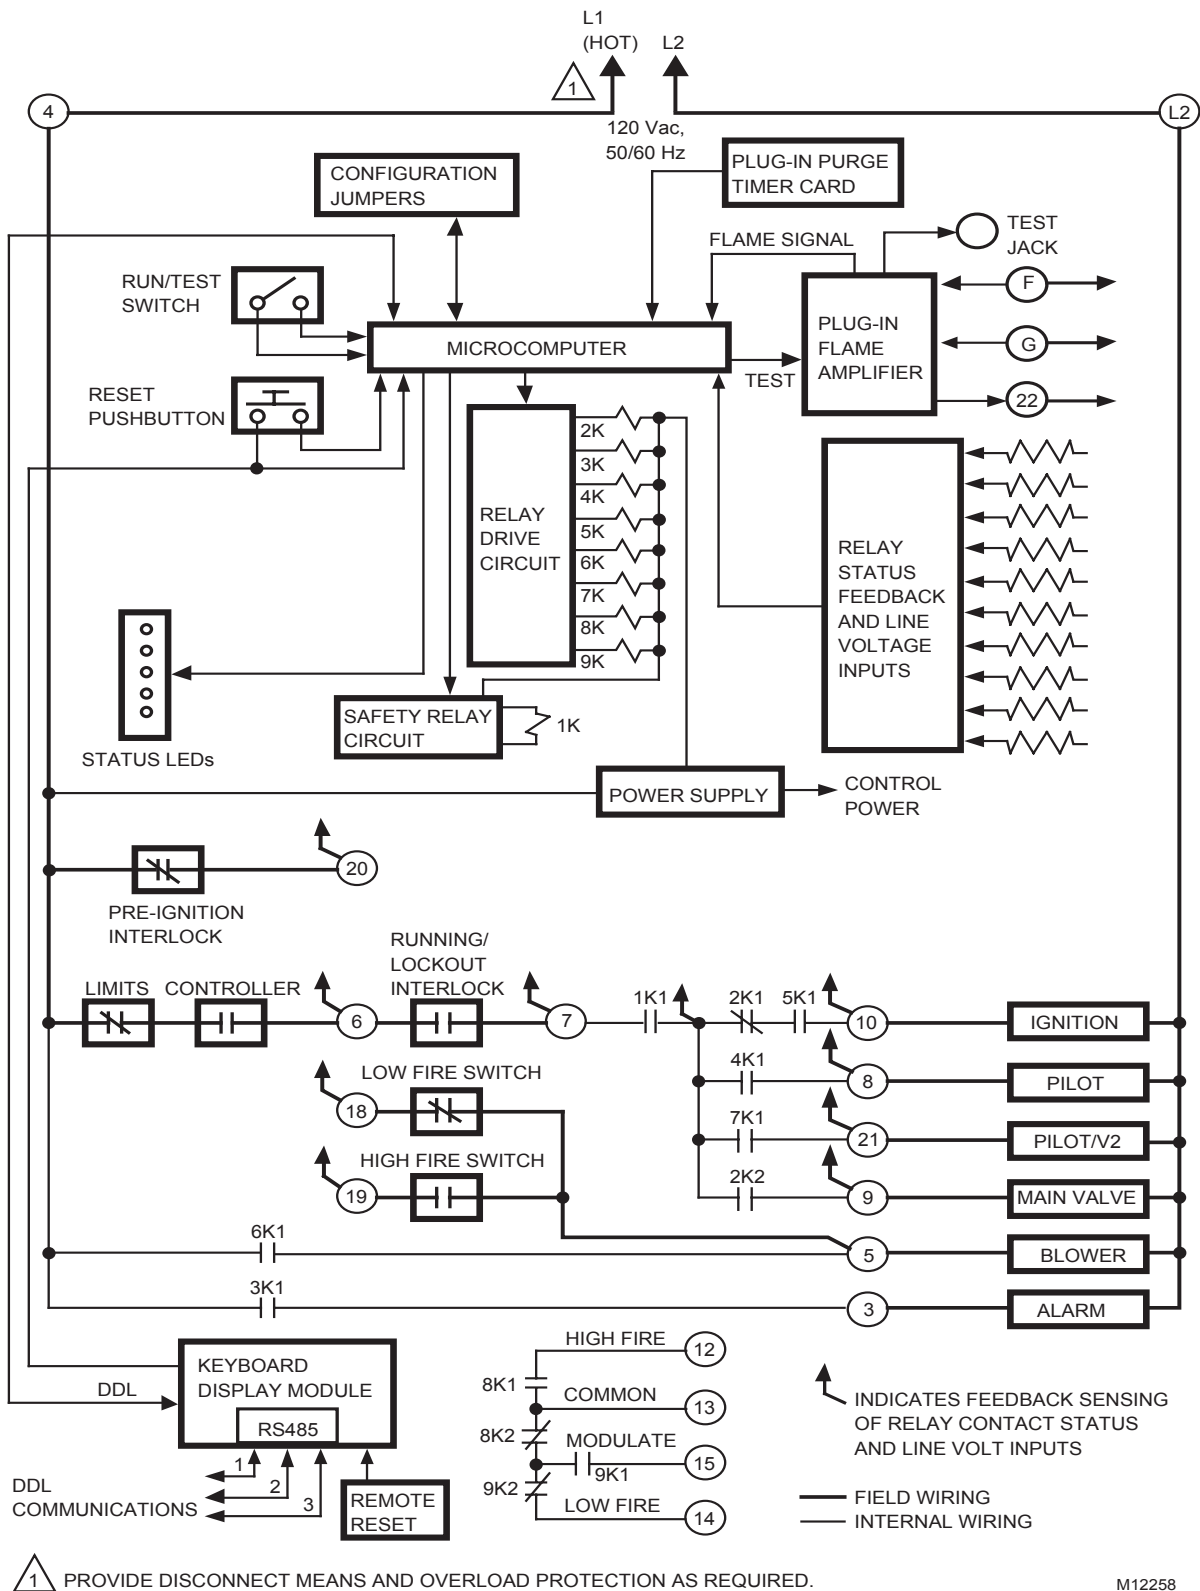 L1
(HOT)
L2
1
4
L2
120 Vac,
50/60 Hz
CONFIGURATION
JUMPERS
PLUG-IN PURGE
TIMER CARD
FLAME SIGNAL
TEST
JACK
RUN/TEST
SWITCH
F
PLUG-IN
FLAME
AMPLIFIER
MICROCOMPUTER
G
TEST
22
RESET
PUSHBUTTON
2K
3K
4K
5K
6K
7K
8K
9K
RELAY
DRIVE
CIRCUIT
RELAY
STATUS
FEEDBACK
AND LINE
VOLTAGE
INPUTS
STATUS LEDs
SAFETY RELAY
CIRCUIT
1K
POWER SUPPLY
CONTROL
POWER
20
PRE-IGNITION
INTERLOCK
RUNNING/
LOCKOUT
INTERLOCK
LIMITS
CONTROLLER
6
7
1K1
2K1
5K1
10
IGNITION
LOW FIRE SWITCH
18
4K1
8
PILOT
7K1
21
PILOT/V2
HIGH FIRE SWITCH
19
2K2
9
MAIN VALVE
6K1
5
BLOWER
3K1
3
ALARM
KEYBOARD
DISPLAY MODULE
RS485
DDL
1
2
3
DDL
COMMUNICATIONS
REMOTE
RESET
HIGH FIRE
12
8K1
COMMON
13
8K2
MODULATE
15
9K1
9K2
LOW FIRE
14
INDICATES FEEDBACK SENSING
OF RELAY CONTACT STATUS
AND LINE VOLT INPUTS
FIELD WIRING
INTERNAL WIRING
1 PROVIDE DISCONNECT MEANS AND OVERLOAD PROTECTION AS REQUIRED.
M12258